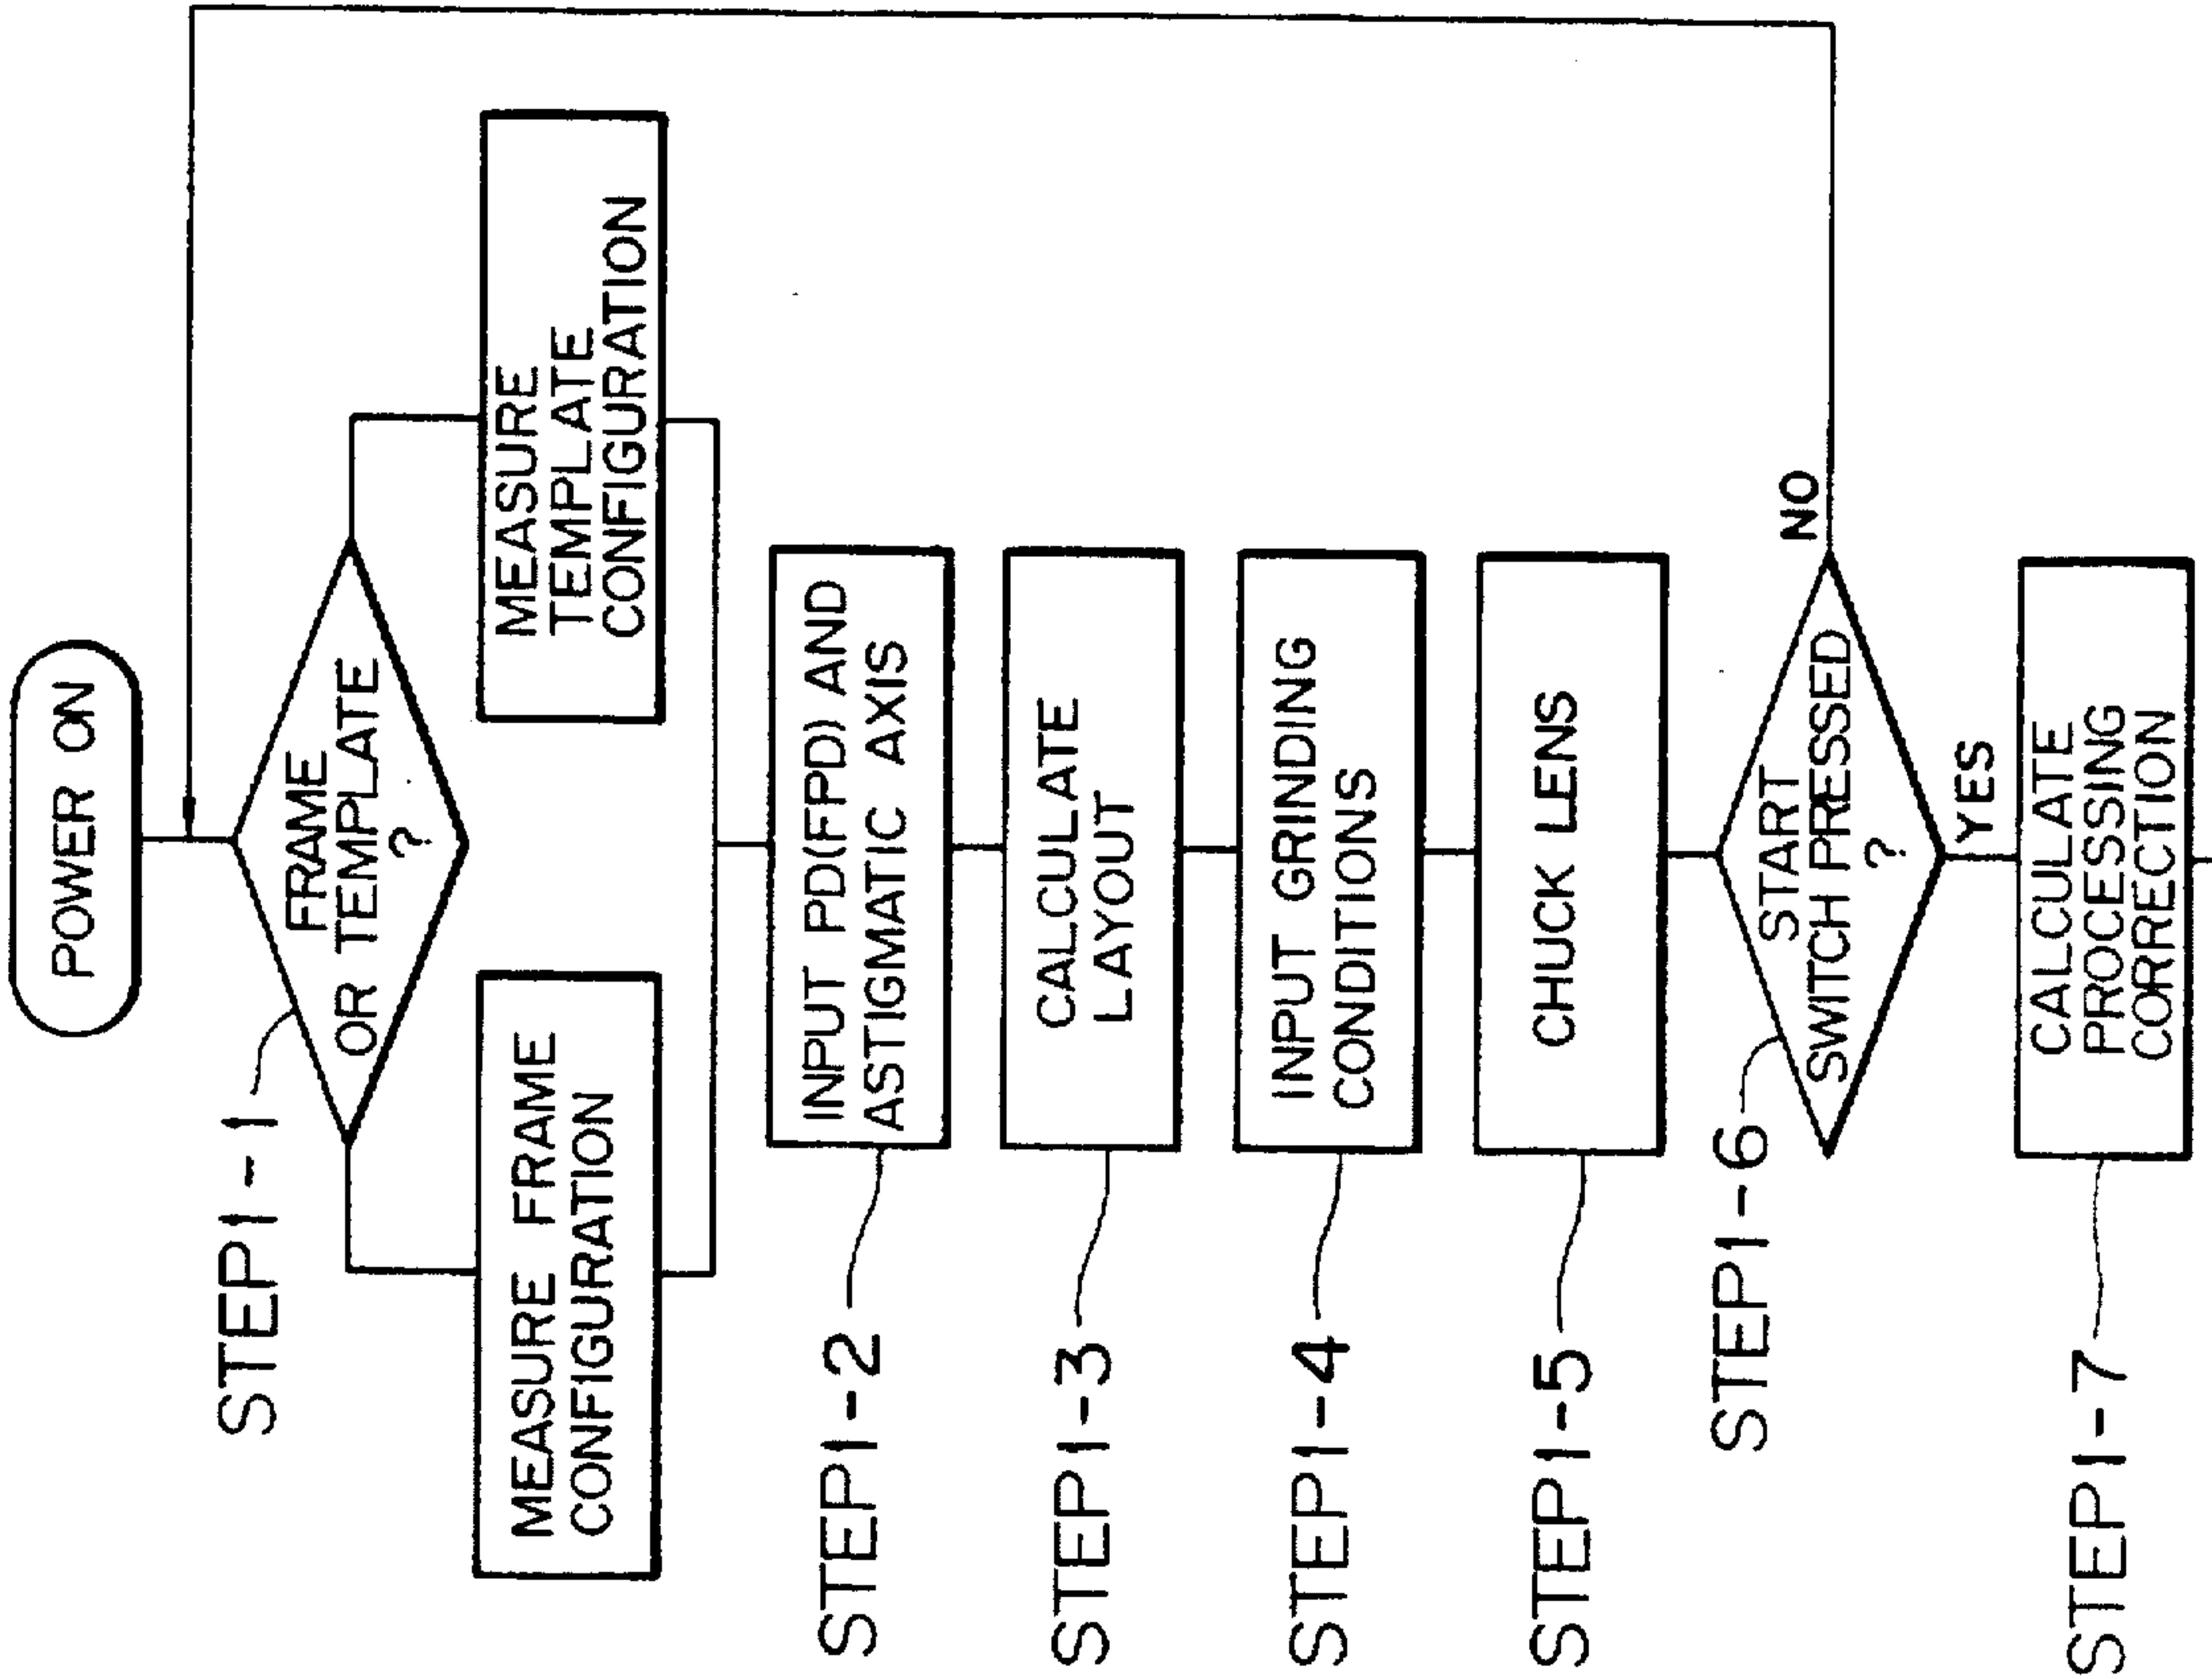 POWER ON
STEP1-1
FRAME
OR TEMPLATE
?
MEASURE FRAME
CONFIGURATION
MEASURE
TEMPLATE
CONFIGURATION
STEP1-2
INPUT PD(FPD) AND
ASTIGMATIC AXIS
STEP1-3
CALCULATE
LAYOUT
STEP1-4
INPUT GRINDING
CONDITIONS
STEP1-5
CHUCK LENS
STEP1-6
START
SWITCH PRESSED
?
NO
YES
STEP1-7
CALCULATE
PROCESSING
CORRECTION